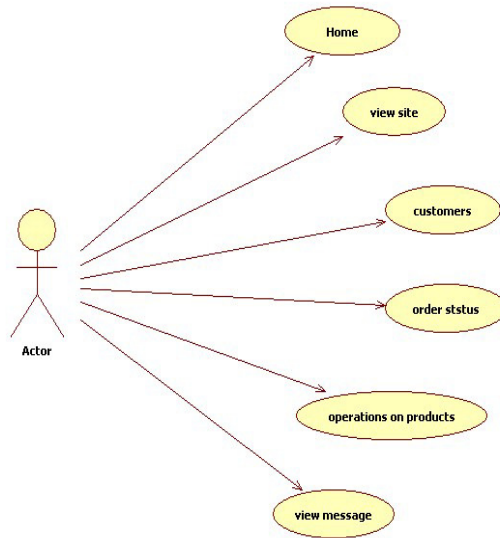 Home
view site
customers
order ststus
Actor
operations on products
view message